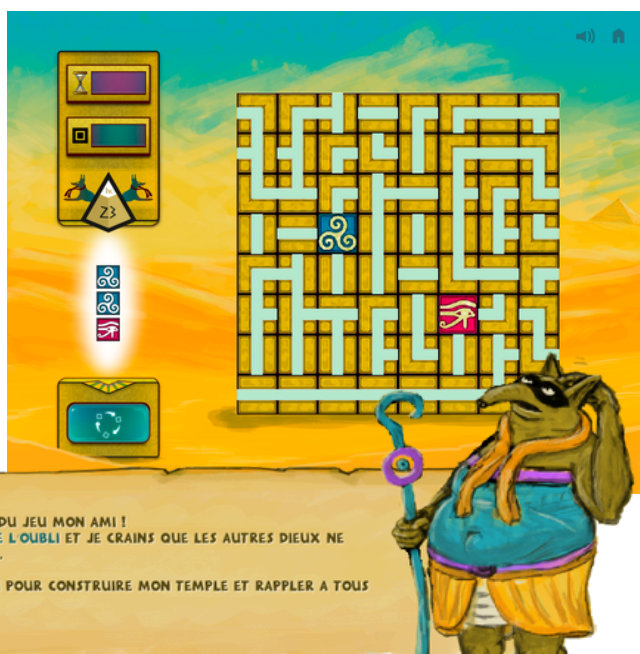 23
DU JEU MON AMI !
L'OUBLI ET JE CRAINS QUE LES AUTRES DIEUX NE
POUR CONSTRUIRE MON TEMPLE ET RAPPLER A TOUS